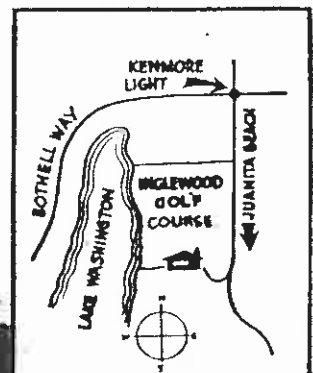 KENMORE
LIGHT
BOTHELL WAY
LAKE WASHINGTON
INGLEWOOD
GOLF
COURSE
JUANITA BEACH